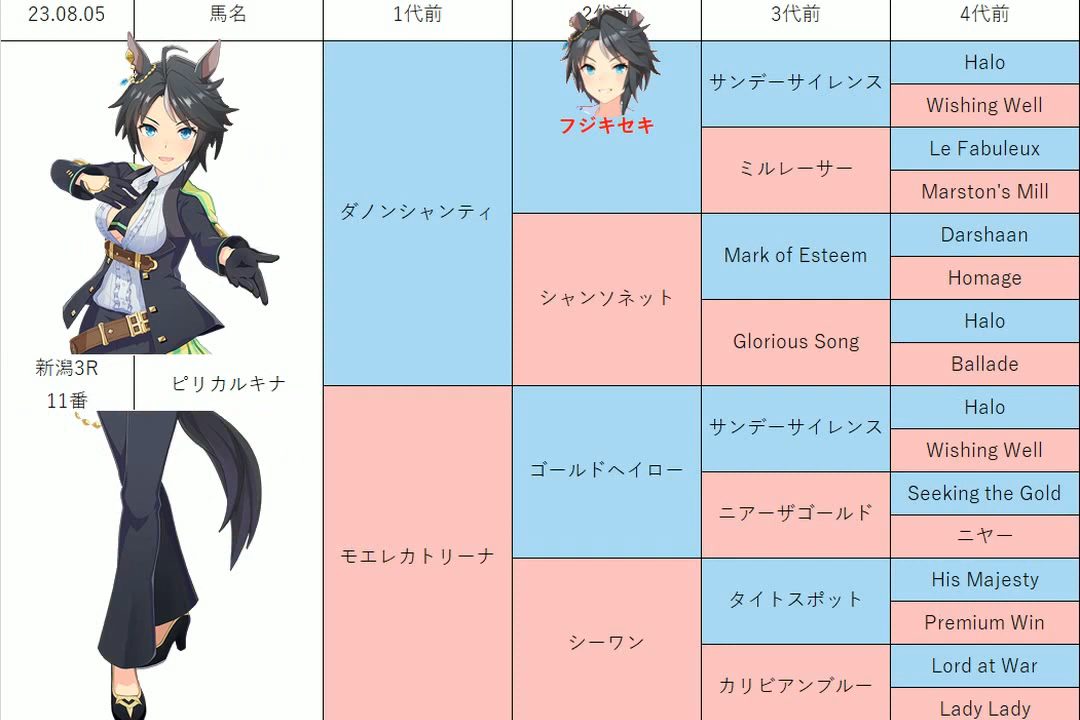 23.08.05
馬名
1代前
2代前
3代前
4代前
新潟3R
11番
ピリカルキナ
ダノンシャンティ
モエレカトリーナ
フジキセキ
シャンソネット
ゴールドヘイロー
シーワン
サンデーサイレンス
ミルレーサー
Mark of Esteem
Glorious Song
サンデーサイレンス
ニアーザゴールド
タイトスポット
カリビアンブルー
Halo
Wishing Well
Le Fabuleux
Marston's Mill
Darshaan
Homage
Halo
Ballade
Halo
Wishing Well
Seeking the Gold
ニヤー
His Majesty
Premium Win
Lord at War
Lady Lady